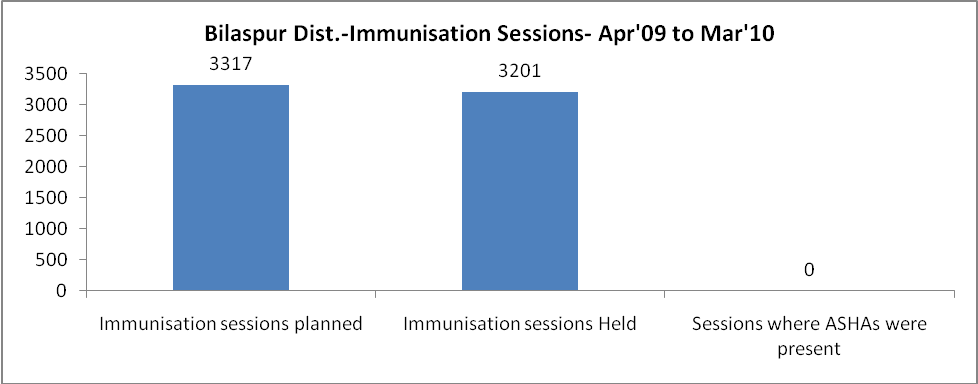 Bilaspur Dist.-Immunisation Sessions- Apr'09 to Mar'10
3317
3201
0
3500
3000
2500
2000
1500
1000
500
0
Immunisation sessions planned
Immunisation sessions Held
Sessions where ASHAs were
present